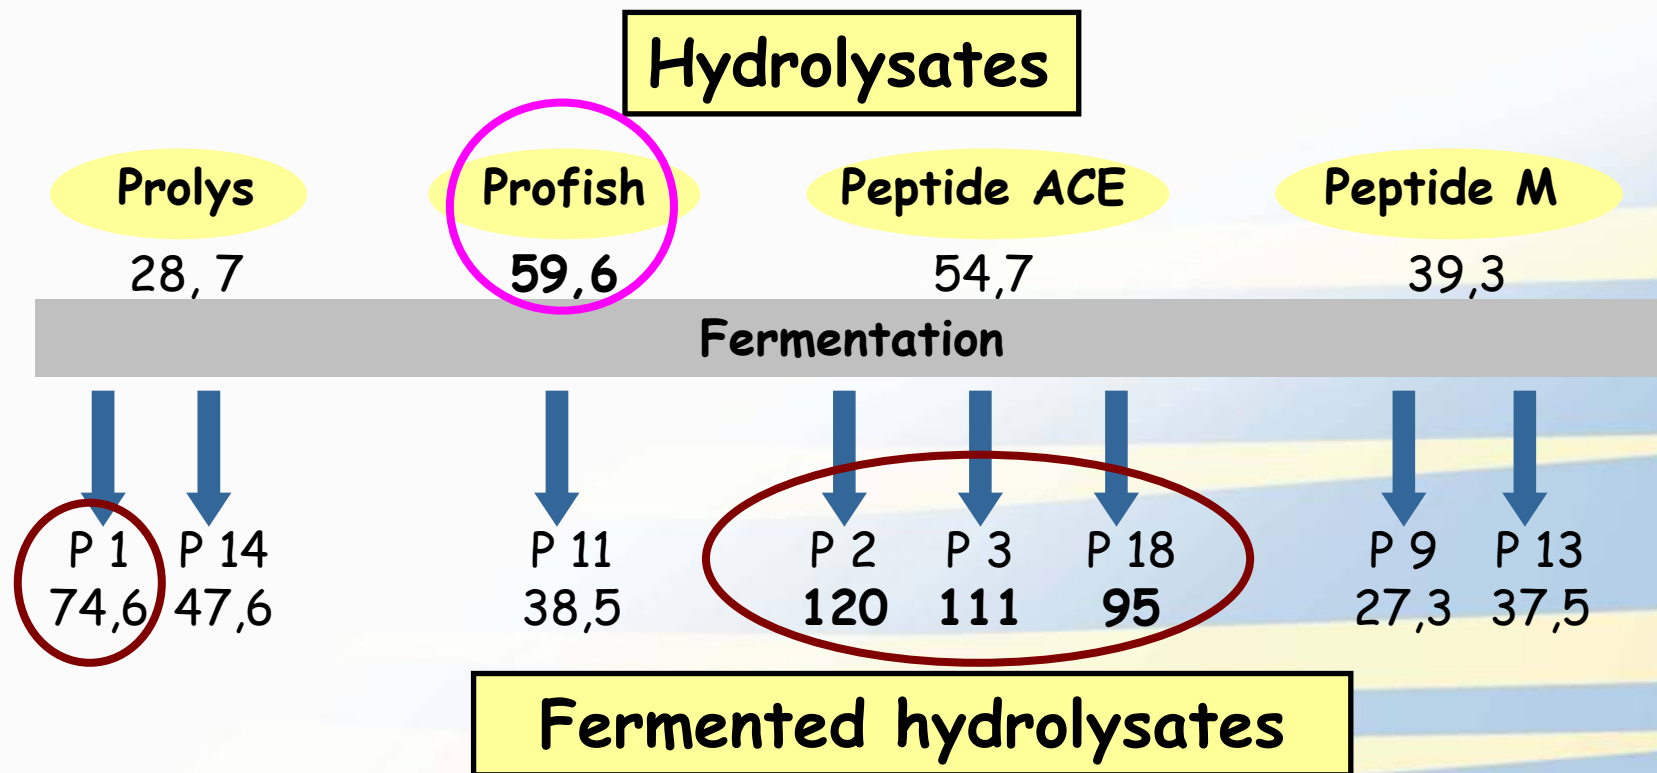 Hydrolysates
Prolys Profish Peptide ACE Peptide M
28, 7 59,6 54,7 39,3
Fermentation
P 1 P 14 P 11 P 2 P 3 P 18 P 9 P 13
74,6 47,6 38,5 120 111 95 27,3 37,5
Fermented hydrolysates